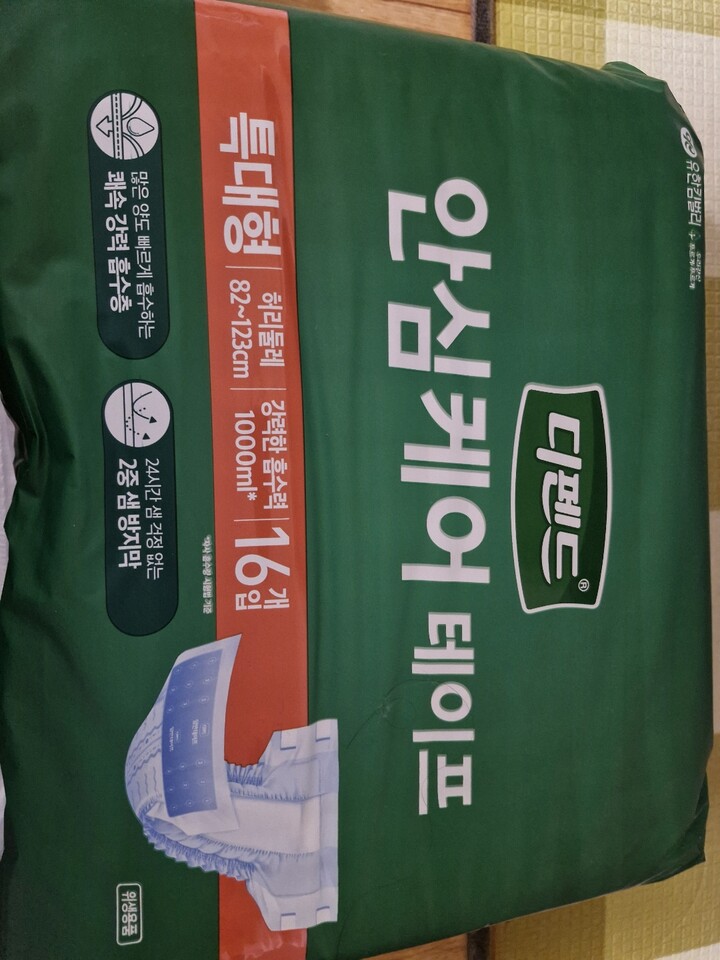 유한킴벌리
디펜드®
안심케어 테이프
특대형
허리둘레
82~123cm
강력한 흡수력
1000ml*
16개입
많은 양도 빠르게 흡수하는
쾌속 강력 흡수층
24시간 샘 걱정 없는
2중 샘 방지막
위생용품